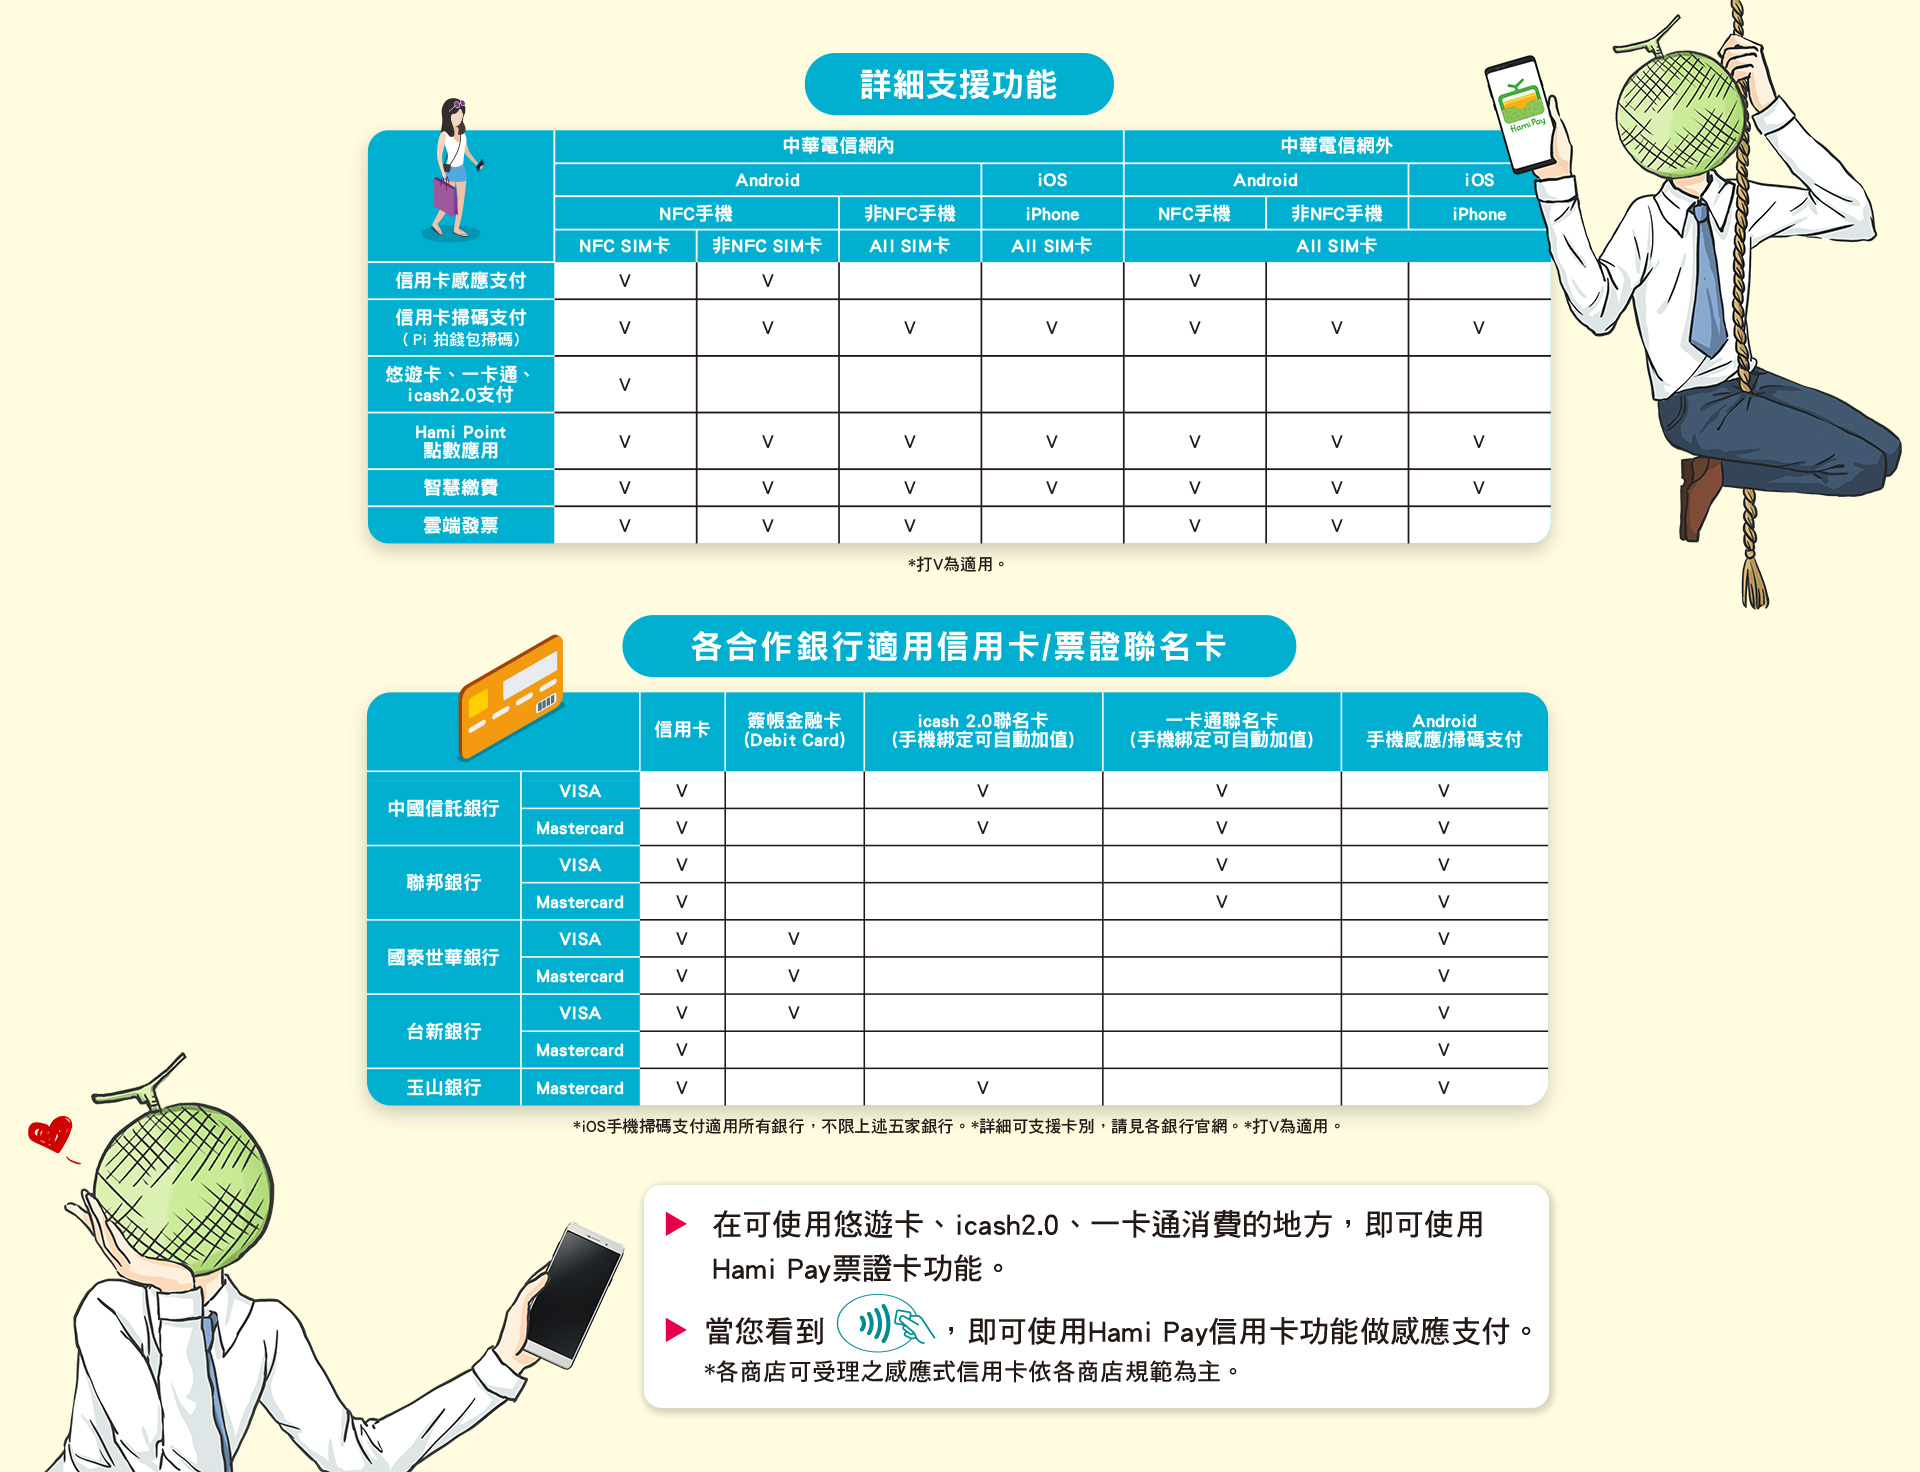 詳細支援功能
Hami Pay
中華電信網內 中華電信網外
Android iOS Android iOS
NFC手機 非NFC手機 iPhone NFC手機 非NFC手機 iPhone
NFC SIM卡 非NFC SIM卡 All SIM卡 All SIM卡 All SIM卡
信用卡感應支付 V V V
信用卡掃碼支付
( Pi 拍錢包掃碼) V V V V V V V
悠遊卡、一卡通、
icash2.0支付 V
Hami Point
點數應用 V V V V V V V
智慧繳費 V V V V V V V
雲端發票 V V V V V
*打V為適用。
各合作銀行適用信用卡/票證聯名卡
信用卡 簽帳金融卡 icash 2.0聯名卡 一卡通聯名卡 Android
(Debit Card) (手機綁定可自動加值) (手機綁定可自動加值) 手機感應/掃碼支付
中國信託銀行 VISA V V V V
Mastercard V V V V
聯邦銀行 VISA V V V
Mastercard V V V
國泰世華銀行 VISA V V V
Mastercard V V V
台新銀行 VISA V V V
Mastercard V V
玉山銀行 Mastercard V V V
*iOS手機掃碼支付適用所有銀行，不限上述五家銀行。*詳細可支援卡別，請見各銀行官網。*打V為適用。
在可使用悠遊卡、icash2.0、一卡通消費的地方，即可使用
Hami Pay票證卡功能。
當您看到 ，即可使用Hami Pay信用卡功能做感應支付。
*各商店可受理之感應式信用卡依各商店規範為主。